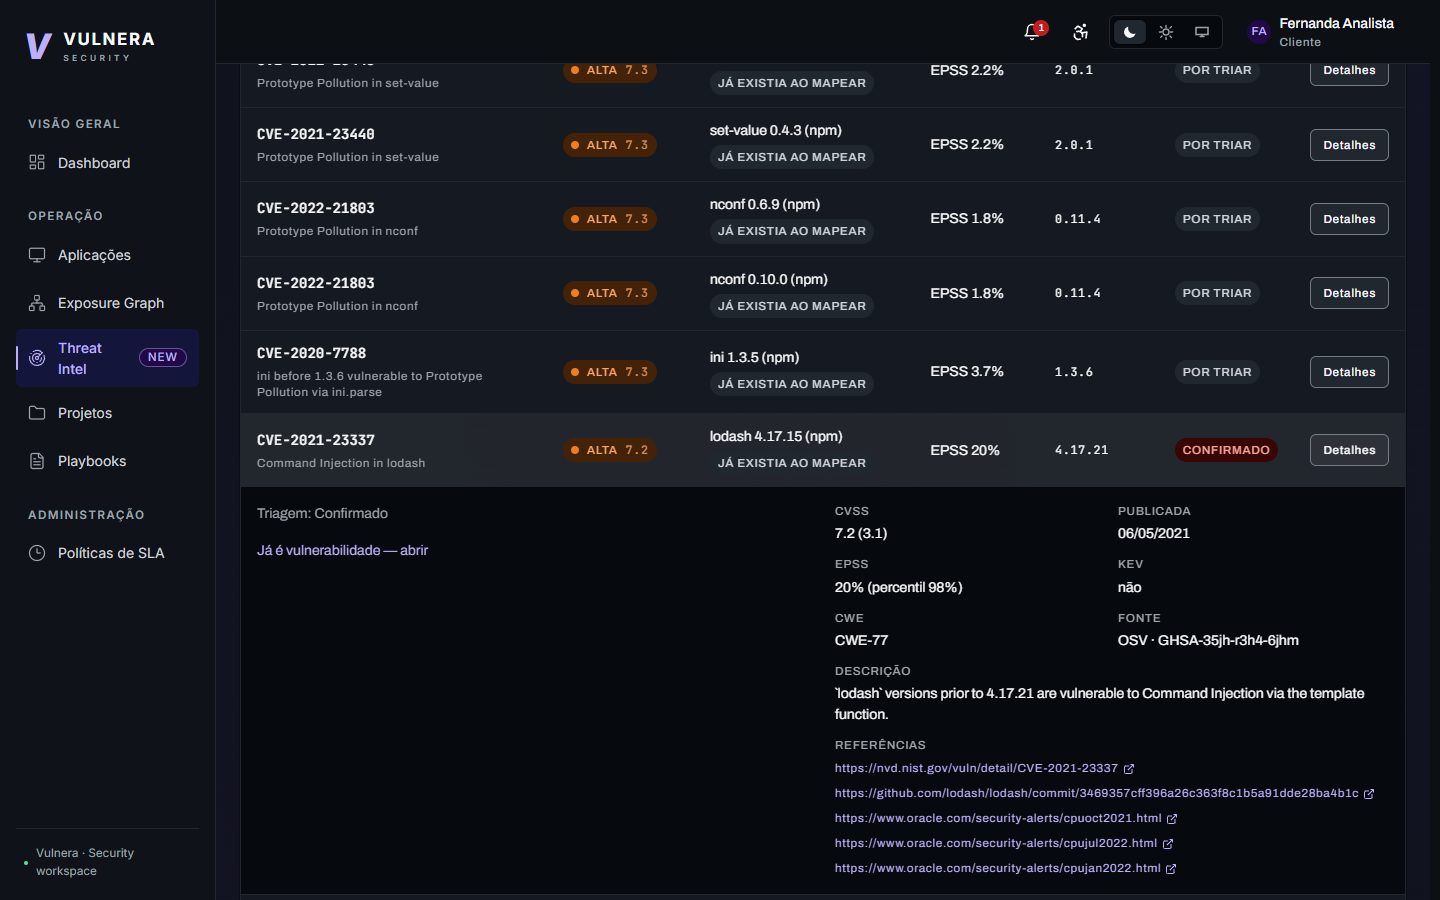 VULNERA
SECURITY
1
FA
Fernanda Analista
Cliente
VISÃO GERAL
Dashboard
OPERAÇÃO
Aplicações
Exposure Graph
Threat Intel
NEW
Projetos
Playbooks
ADMINISTRAÇÃO
Políticas de SLA
Vulnera · Security
workspace
Prototype Pollution in set-value
ALTA 7.3
JÁ EXISTIA AO MAPEAR
EPSS 2.2%
2.0.1
POR TRIAR
Detalhes
CVE-2021-23440
Prototype Pollution in set-value
ALTA 7.3
set-value 0.4.3 (npm)
JÁ EXISTIA AO MAPEAR
EPSS 2.2%
2.0.1
POR TRIAR
Detalhes
CVE-2022-21803
Prototype Pollution in nconf
ALTA 7.3
nconf 0.6.9 (npm)
JÁ EXISTIA AO MAPEAR
EPSS 1.8%
0.11.4
POR TRIAR
Detalhes
CVE-2022-21803
Prototype Pollution in nconf
ALTA 7.3
nconf 0.10.0 (npm)
JÁ EXISTIA AO MAPEAR
EPSS 1.8%
0.11.4
POR TRIAR
Detalhes
CVE-2020-7788
ini before 1.3.6 vulnerable to Prototype
Pollution via ini.parse
ALTA 7.3
ini 1.3.5 (npm)
JÁ EXISTIA AO MAPEAR
EPSS 3.7%
1.3.6
POR TRIAR
Detalhes
CVE-2021-23337
Command Injection in lodash
ALTA 7.2
lodash 4.17.15 (npm)
JÁ EXISTIA AO MAPEAR
EPSS 20%
4.17.21
CONFIRMADO
Detalhes
Triagem: Confirmado
Já é vulnerabilidade — abrir
CVSS
7.2 (3.1)
PUBLICADA
06/05/2021
EPSS
20% (percentil 98%)
KEV
não
CWE
CWE-77
FONTE
OSV · GHSA-35jh-r3h4-6jhm
DESCRIÇÃO
`lodash` versions prior to 4.17.21 are vulnerable to Command Injection via the template
function.
REFERÊNCIAS
https://nvd.nist.gov/vuln/detail/CVE-2021-23337
https://github.com/lodash/lodash/commit/3469357cff396a26c363f8c1b5a91dde28ba4b1c
https://www.oracle.com/security-alerts/cpuoct2021.html
https://www.oracle.com/security-alerts/cpujul2022.html
https://www.oracle.com/security-alerts/cpujan2022.html